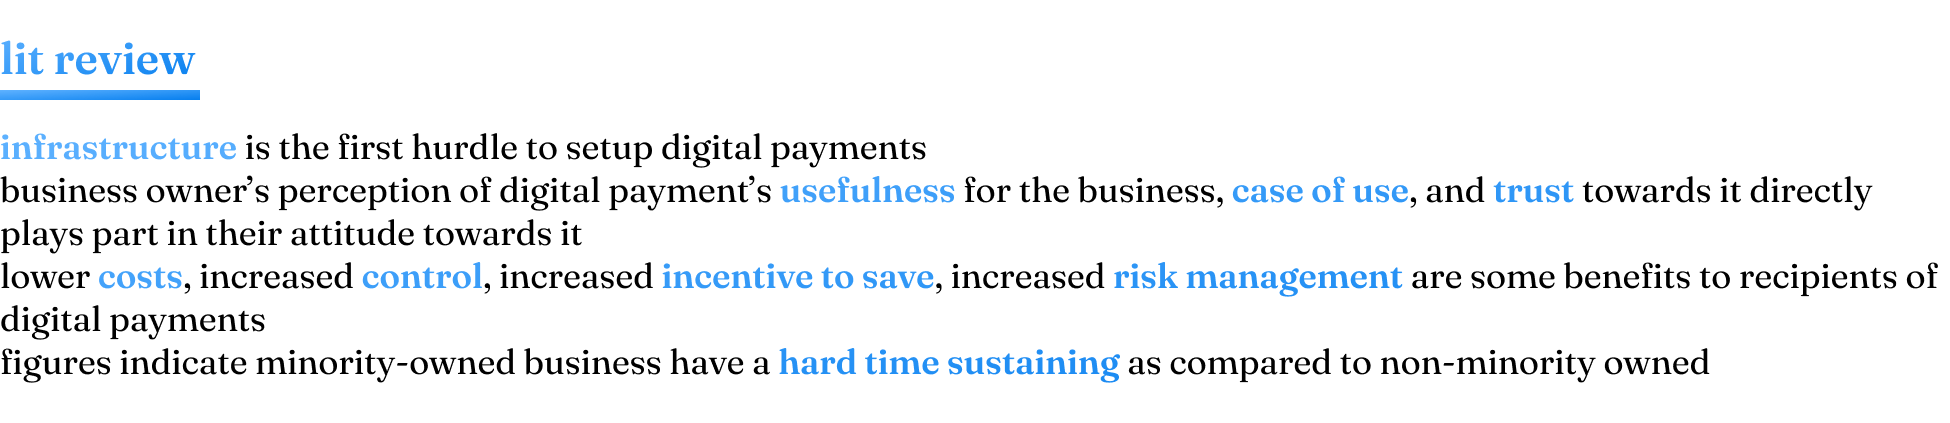 lit review
infrastructure is the first hurdle to setup digital payments
business owner’s perception of digital payment’s usefulness for the business, case of use, and trust towards it directly
plays part in their attitude towards it
lower costs, increased control, increased incentive to save, increased risk management are some benefits to recipients of
digital payments
figures indicate minority-owned business have a hard time sustaining as compared to non-minority owned